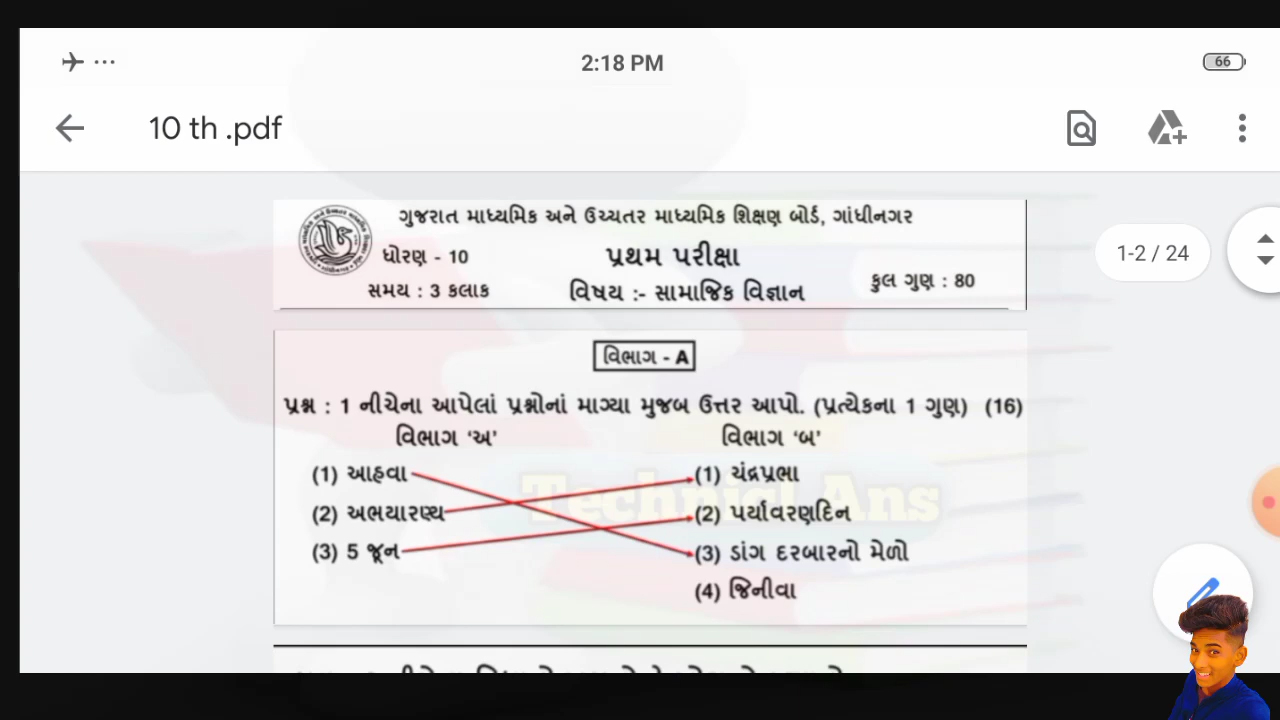 2:18 PM
66
10 th .pdf
ગુજરાત માધ્યમિક અને ઉચ્ચતર માધ્યમિક શિક્ષણ બોર્ડ, ગાંધીનગર
ધોરણ - 10 પ્રથમ પરીક્ષા
સમય : 3 કલાક વિષય :- સામાજિક વિજ્ઞાન કુલ ગુણ : 80
1-2 / 24
વિભાગ - A
પ્રશ્ન : 1 નીચેના આપેલાં પ્રશ્નોનાં માગ્યા મુજબ ઉત્તર આપો. (પ્રત્યેકના 1 ગુણ) (16)
વિભાગ ‘અ’ વિભાગ ‘બ’
(1) આહવા (1) ચંદ્રપ્રભા
Technicl Ans
(2) અભયારણ્ય (2) પર્યાવરણદિન
(3) 5 જૂન (3) ડાંગ દરબારનો મેળો
(4) જિનીવા